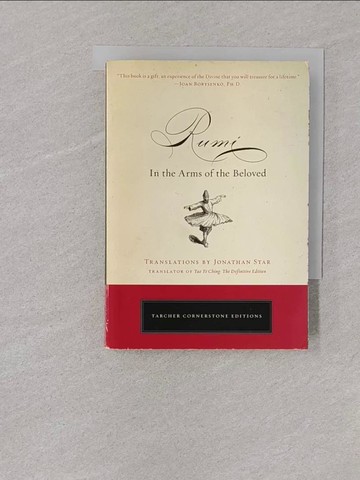 "This book is a gift, an experience of the Divine that you will treasure for a lifetime."
—Joan Borysenko, Ph.D.
Rumi
In the Arms of the Beloved
Translations by Jonathan Star
Translator of Tao Te Ching: The Definitive Edition
TARCHER CORNERSTONE EDITIONS